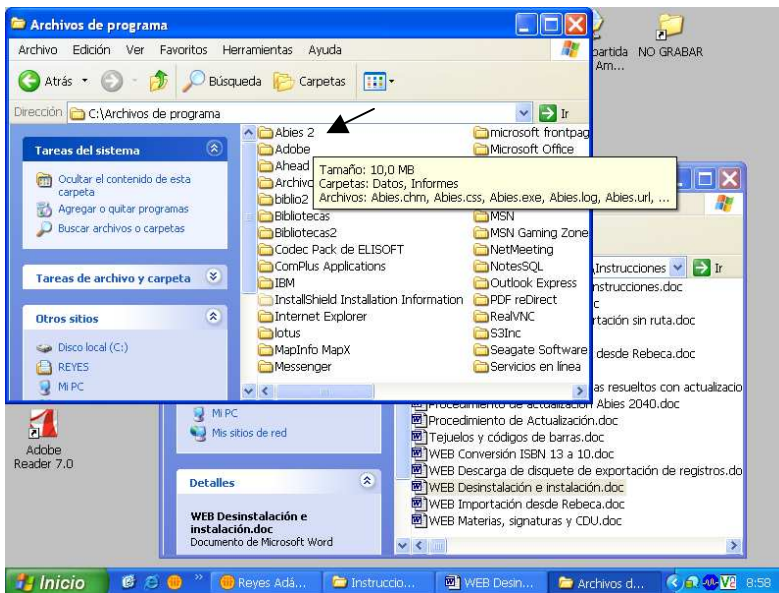 Archivos de programa
Archivo Edición Ver Favoritos Herramientas Ayuda
Atrás Búsqueda Carpetas
Dirección C:\Archivos de programa Ir
Tareas del sistema
Ocultar el contenido de esta
carpeta
Agregar o quitar programas
Buscar archivos o carpetas
Tareas de archivo y carpeta
Otros sitios
Disco local (C:)
REYES
Mi PC
Abies 2
Adobe
Ahead
biblio2
Bibliotecas
Bibliotecas2
Codec Pack de ELISOFT
ComPlus Applications
IBM
InstallShield Installation Information
Internet Explorer
lotus
MapInfo MapX
Messenger
microsoft frontpag
Microsoft Office
MSN
MSN Gaming Zone
NetMeeting
NotesSQL
Outlook Express
PDF reDirect
RealVNC
S3Inc
Seagate Software
Servicios en línea
Tamaño: 10,0 MB
Carpetas: Datos, Informes
Archivos: Abies.chm, Abies.css, Abies.exe, Abies.log, Abies.url, ...
partida
Am...
NO GRABAR
\Instrucciones Ir
nstrucciones.doc
c
rtación sin ruta.doc
desde Rebeca.doc
as resueltos con actualizacio
Procedimiento de actualización Abies 2040.doc
Procedimiento de Actualización.doc
Tejuelos y códigos de barras.doc
WEB Conversión ISBN 13 a 10.doc
WEB Descarga de disquete de exportación de registros.do
WEB Desinstalación e instalación.doc
WEB Importación desde Rebeca.doc
WEB Materias, signaturas y CDU.doc
Mi PC
Mis sitios de red
Detalles
WEB Desinstalación e
instalación.doc
Documento de Microsoft Word
Adobe
Reader 7.0
Inicio » Reyes Adá... Instruccio... WEB Desin... Archivos d... 8:58